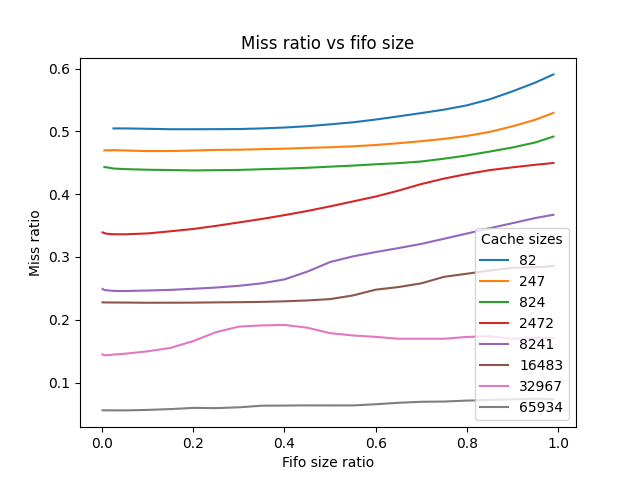 Miss ratio vs fifo size
Miss ratio
0.6
0.5
0.4
0.3
0.2
0.1
Cache sizes
82
247
824
2472
8241
16483
32967
65934
0.0 0.2 0.4 0.6 0.8 1.0
Fifo size ratio